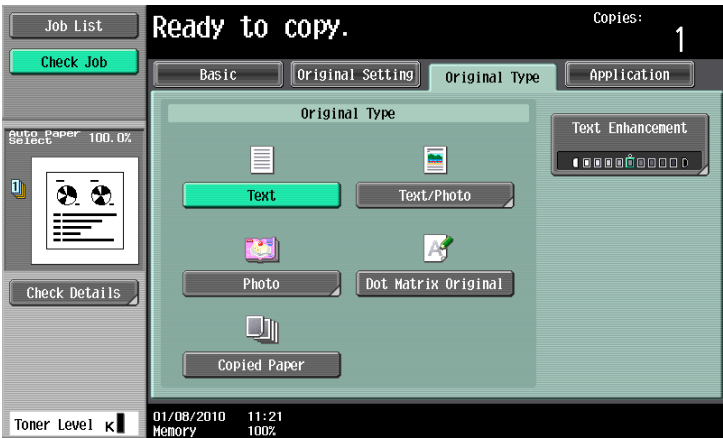 Job List
Check Job
Ready to copy.
Copies:
1
Basic
Original Setting
Original Type
Application
Original Type
Text Enhancement
Auto Paper
Select
100.0%
1
Text
Text/Photo
Photo
Dot Matrix Original
Check Details
Copied Paper
Toner Level K
01/08/2010 11:21
Memory 100%